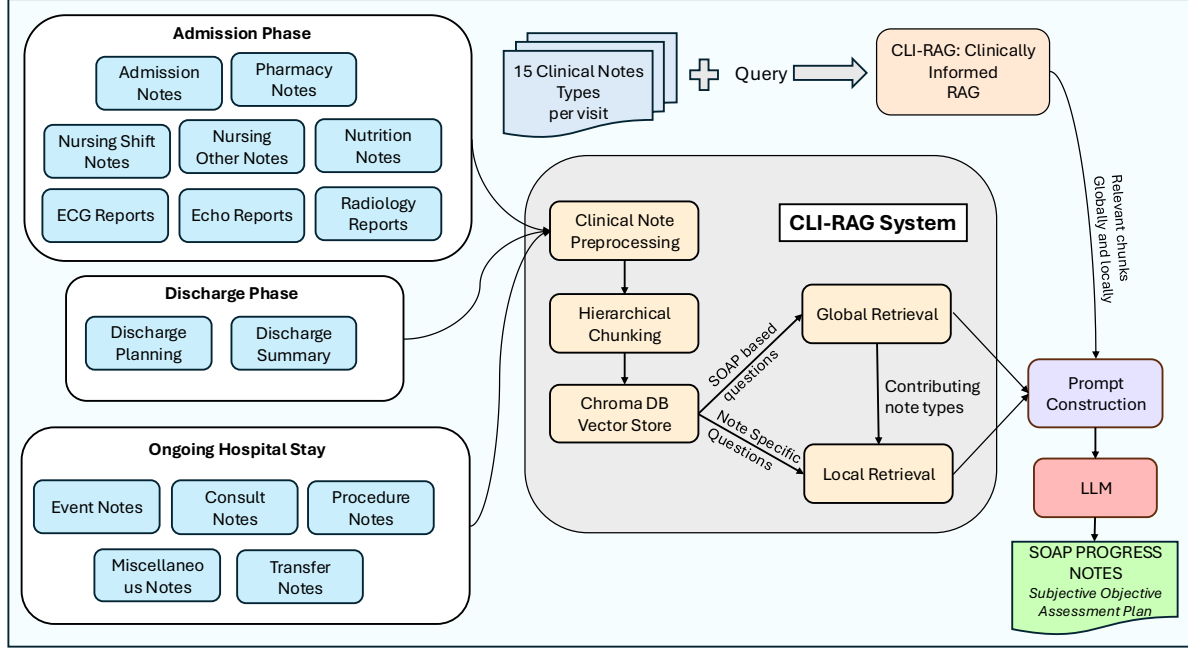 Admission Phase
Admission
Notes
Pharmacy
Notes
Nursing Shift
Notes
Nursing
Other Notes
Nutrition
Notes
ECG Reports
Echo Reports
Radiology
Reports
Discharge Phase
Discharge
Planning
Discharge
Summary
Ongoing Hospital Stay
Event Notes
Consult
Notes
Procedure
Notes
Miscellaneo
us Notes
Transfer
Notes
15 Clinical Notes
Types
per visit
Query
CLI-RAG: Clinically
Informed
RAG
Relevant chunks
Globally and locally
CLI-RAG System
Clinical Note
Preprocessing
Hierarchical
Chunking
Chroma DB
Vector Store
SOAP based
questions
Note Specific
Questions
Global Retrieval
Contributing
note types
Local Retrieval
Prompt
Construction
LLM
SOAP PROGRESS
NOTES
Subjective Objective
Assessment Plan